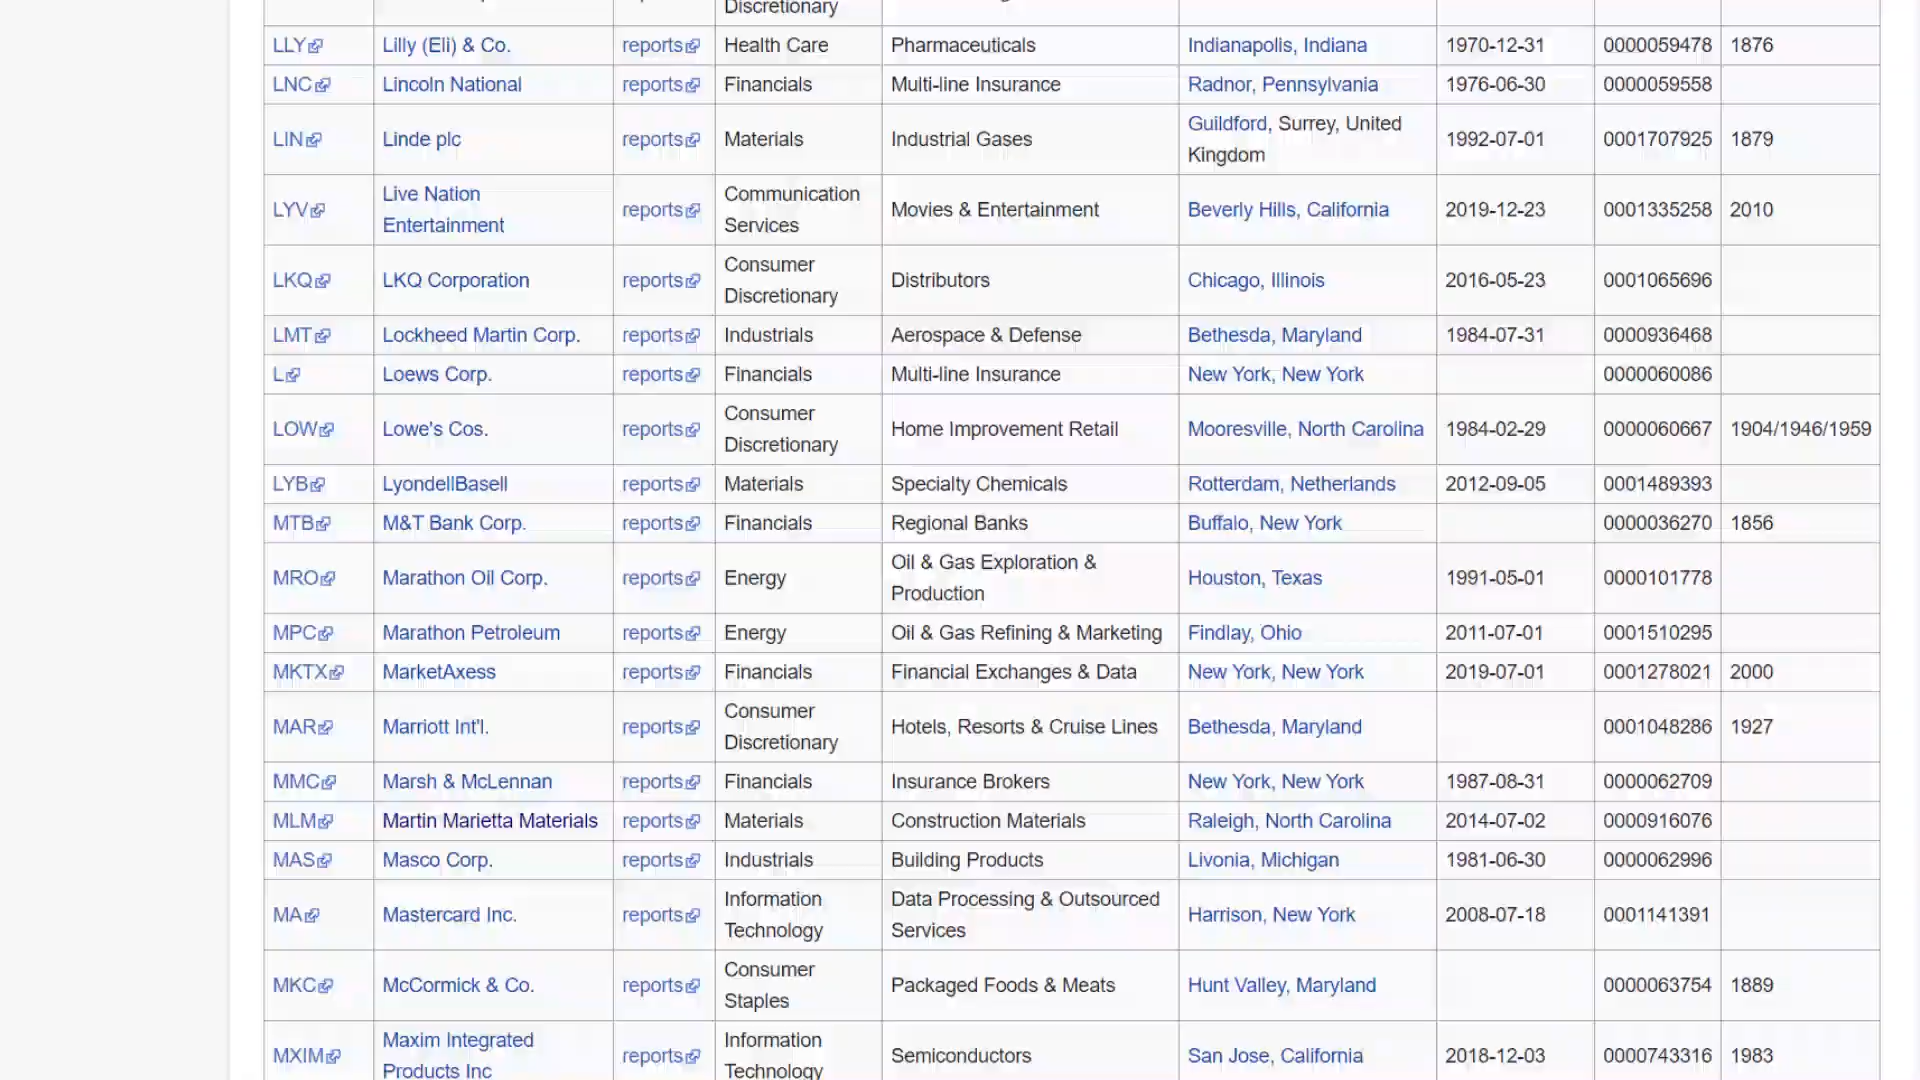 Discretionary
LLY Lilly (Eli) & Co. reports Health Care Pharmaceuticals Indianapolis, Indiana 1970-12-31 0000059478 1876
LNC Lincoln National reports Financials Multi-line Insurance Radnor, Pennsylvania 1976-06-30 0000059558
LIN Linde plc reports Materials Industrial Gases Guildford, Surrey, United 1992-07-01 0001707925 1879
Kingdom
LYV Live Nation reports Communication Movies & Entertainment Beverly Hills, California 2019-12-23 0001335258 2010
Entertainment Services
LKQ LKQ Corporation reports Consumer Distributors Chicago, Illinois 2016-05-23 0001065696
Discretionary
LMT Lockheed Martin Corp. reports Industrials Aerospace & Defense Bethesda, Maryland 1984-07-31 0000936468
L Loews Corp. reports Financials Multi-line Insurance New York, New York 0000060086
LOW Lowe's Cos. reports Consumer Home Improvement Retail Mooresville, North Carolina 1984-02-29 0000060667 1904/1946/1959
Discretionary
LYB LyondellBasell reports Materials Specialty Chemicals Rotterdam, Netherlands 2012-09-05 0001489393
MTB M&T Bank Corp. reports Financials Regional Banks Buffalo, New York 0000036270 1856
MRO Marathon Oil Corp. reports Energy Oil & Gas Exploration & Houston, Texas 1991-05-01 0000101778
Production
MPC Marathon Petroleum reports Energy Oil & Gas Refining & Marketing Findlay, Ohio 2011-07-01 0001510295
MKTX MarketAxess reports Financials Financial Exchanges & Data New York, New York 2019-07-01 0001278021 2000
MAR Marriott Int'l. reports Consumer Hotels, Resorts & Cruise Lines Bethesda, Maryland 0001048286 1927
Discretionary
MMC Marsh & McLennan reports Financials Insurance Brokers New York, New York 1987-08-31 0000062709
MLM Martin Marietta Materials reports Materials Construction Materials Raleigh, North Carolina 2014-07-02 0000916076
MAS Masco Corp. reports Industrials Building Products Livonia, Michigan 1981-06-30 0000062996
MA Mastercard Inc. reports Information Data Processing & Outsourced Harrison, New York 2008-07-18 0001141391
Technology Services
MKC McCormick & Co. reports Consumer Packaged Foods & Meats Hunt Valley, Maryland 0000063754 1889
Staples
MXIM Maxim Integrated reports Information Semiconductors San Jose, California 2018-12-03 0000743316 1983
Products Inc Technology